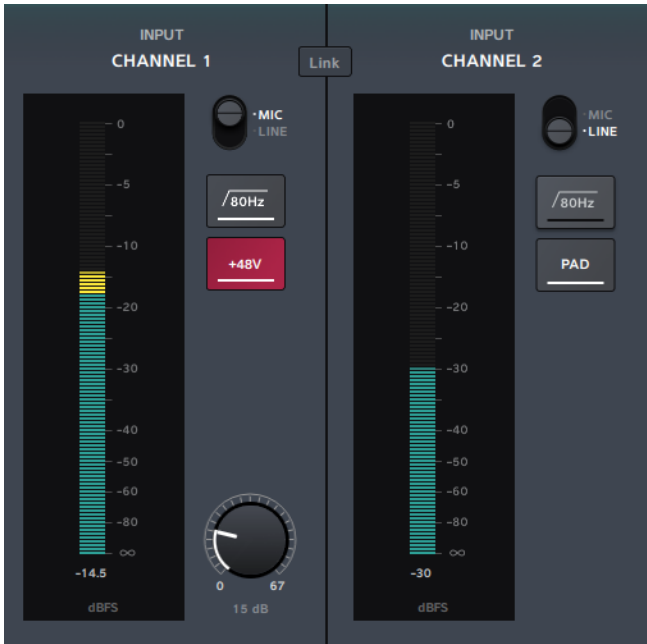 INPUT
CHANNEL 1
MIC
LINE
80Hz
+48V
0
-5
-10
-20
-30
-40
-50
-60
-80
∞
-14.5
dBFS
0
67
15 dB
Link
INPUT
CHANNEL 2
MIC
LINE
80Hz
PAD
0
-5
-10
-20
-30
-40
-50
-60
-80
∞
-30
dBFS